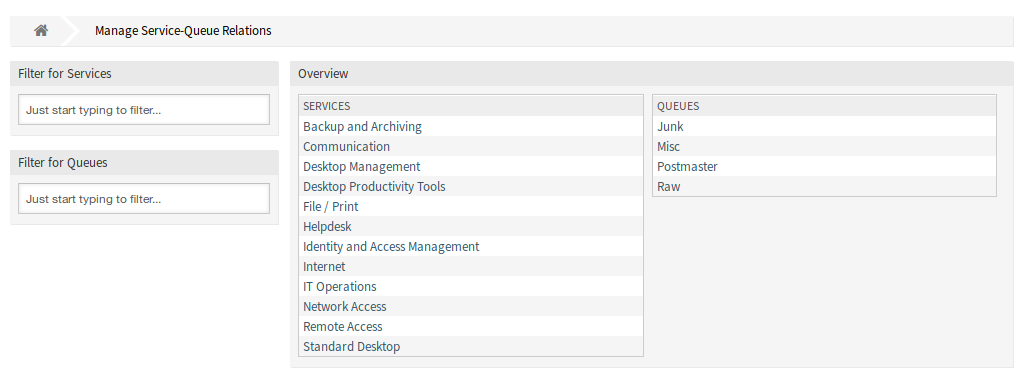 Manage Service-Queue Relations
Filter for Services
Just start typing to filter...
Filter for Queues
Just start typing to filter...
Overview
SERVICES
Backup and Archiving
Communication
Desktop Management
Desktop Productivity Tools
File / Print
Helpdesk
Identity and Access Management
Internet
IT Operations
Network Access
Remote Access
Standard Desktop
QUEUES
Junk
Misc
Postmaster
Raw